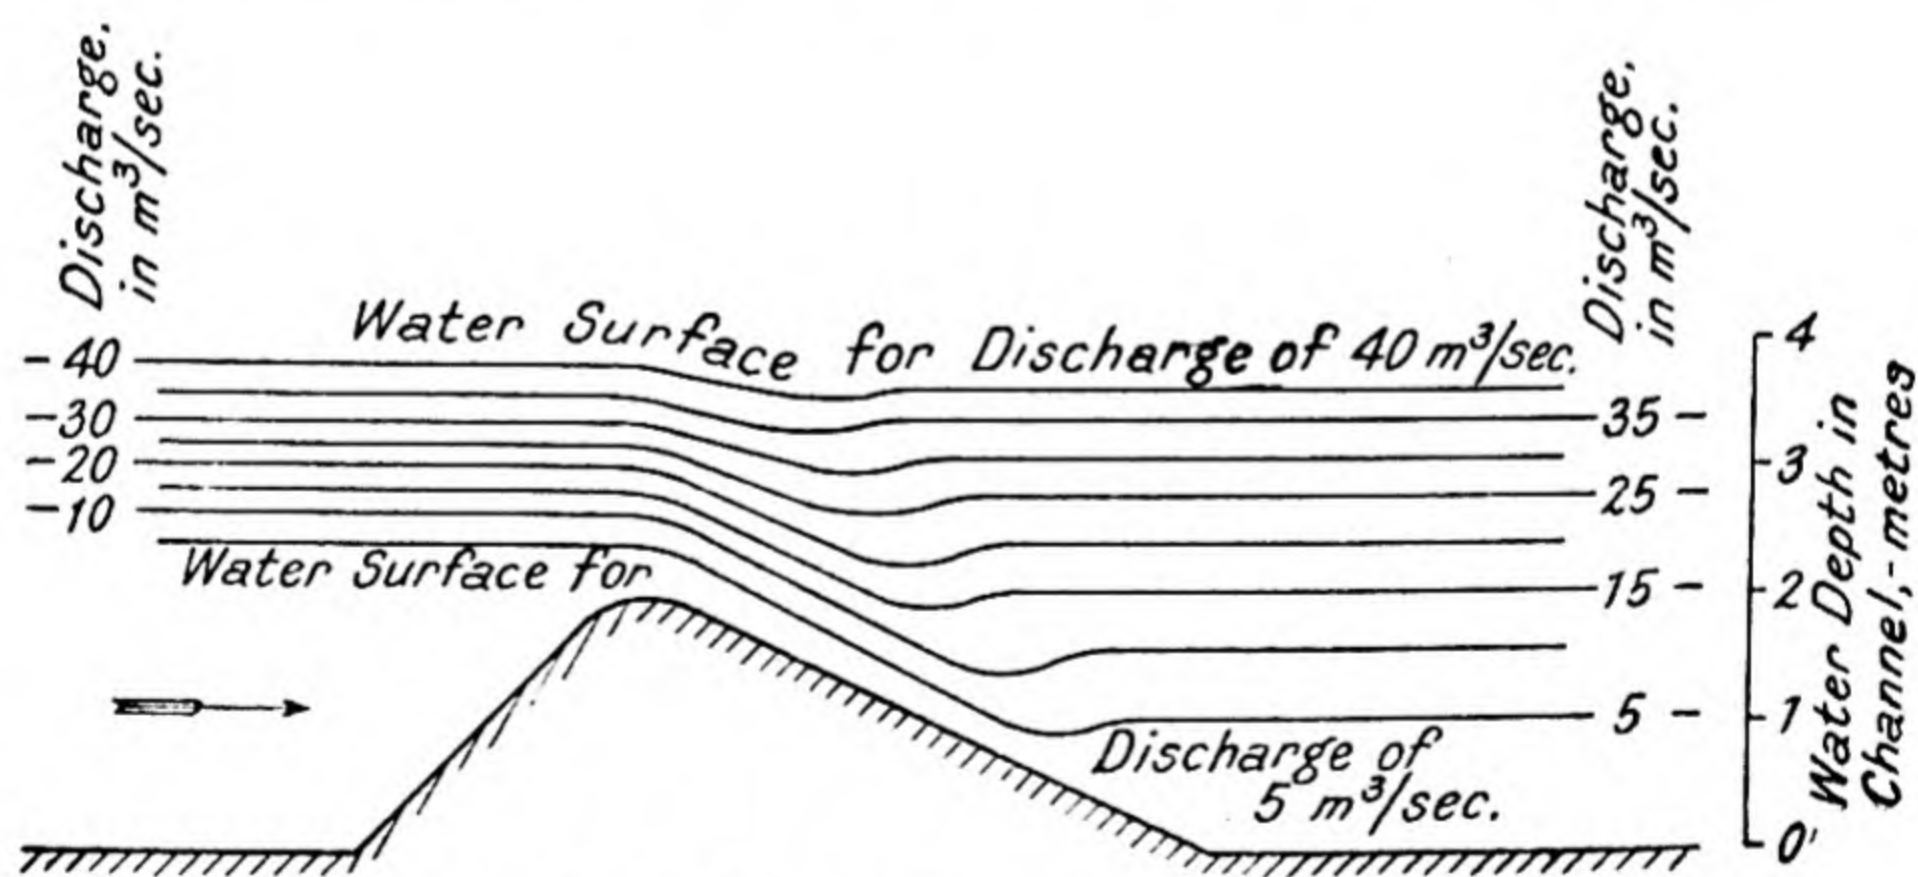 Discharge.
in m³/sec.
Discharge.
in m³/sec.
Water Surface for Discharge of 40 m³/sec.
-40
-30
-20
-10
35-
25-
15-
5-
4
3
2
1
0
Water Depth in
Channel,-metres
Water Surface for
Discharge of
5 m³/sec.